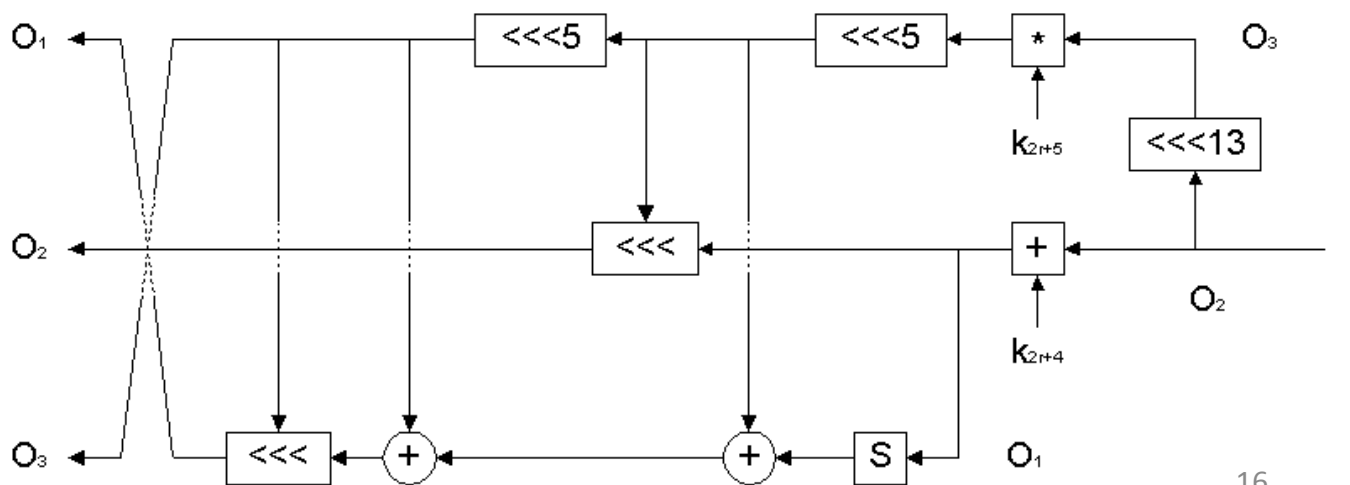 O₁ <<<5 <<<5 * O₃
k₂ᵣ₊₅ <<<13
O₂ <<< +
O₂
k₂ᵣ₊₄
O₃ <<< + + S O₁
16